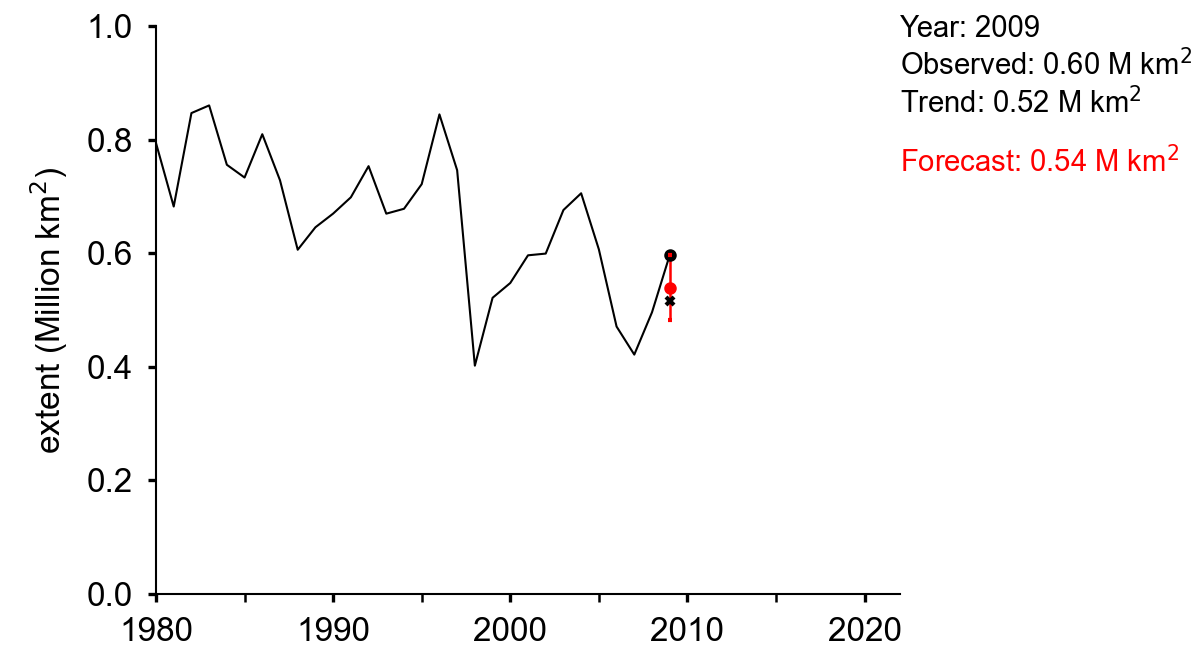 Year: 2009
Observed: 0.60 M km²
Trend: 0.52 M km²
Forecast: 0.54 M km²
extent (Million km²)
1.0
0.8
0.6
0.4
0.2
0.0
1980 1990 2000 2010 2020